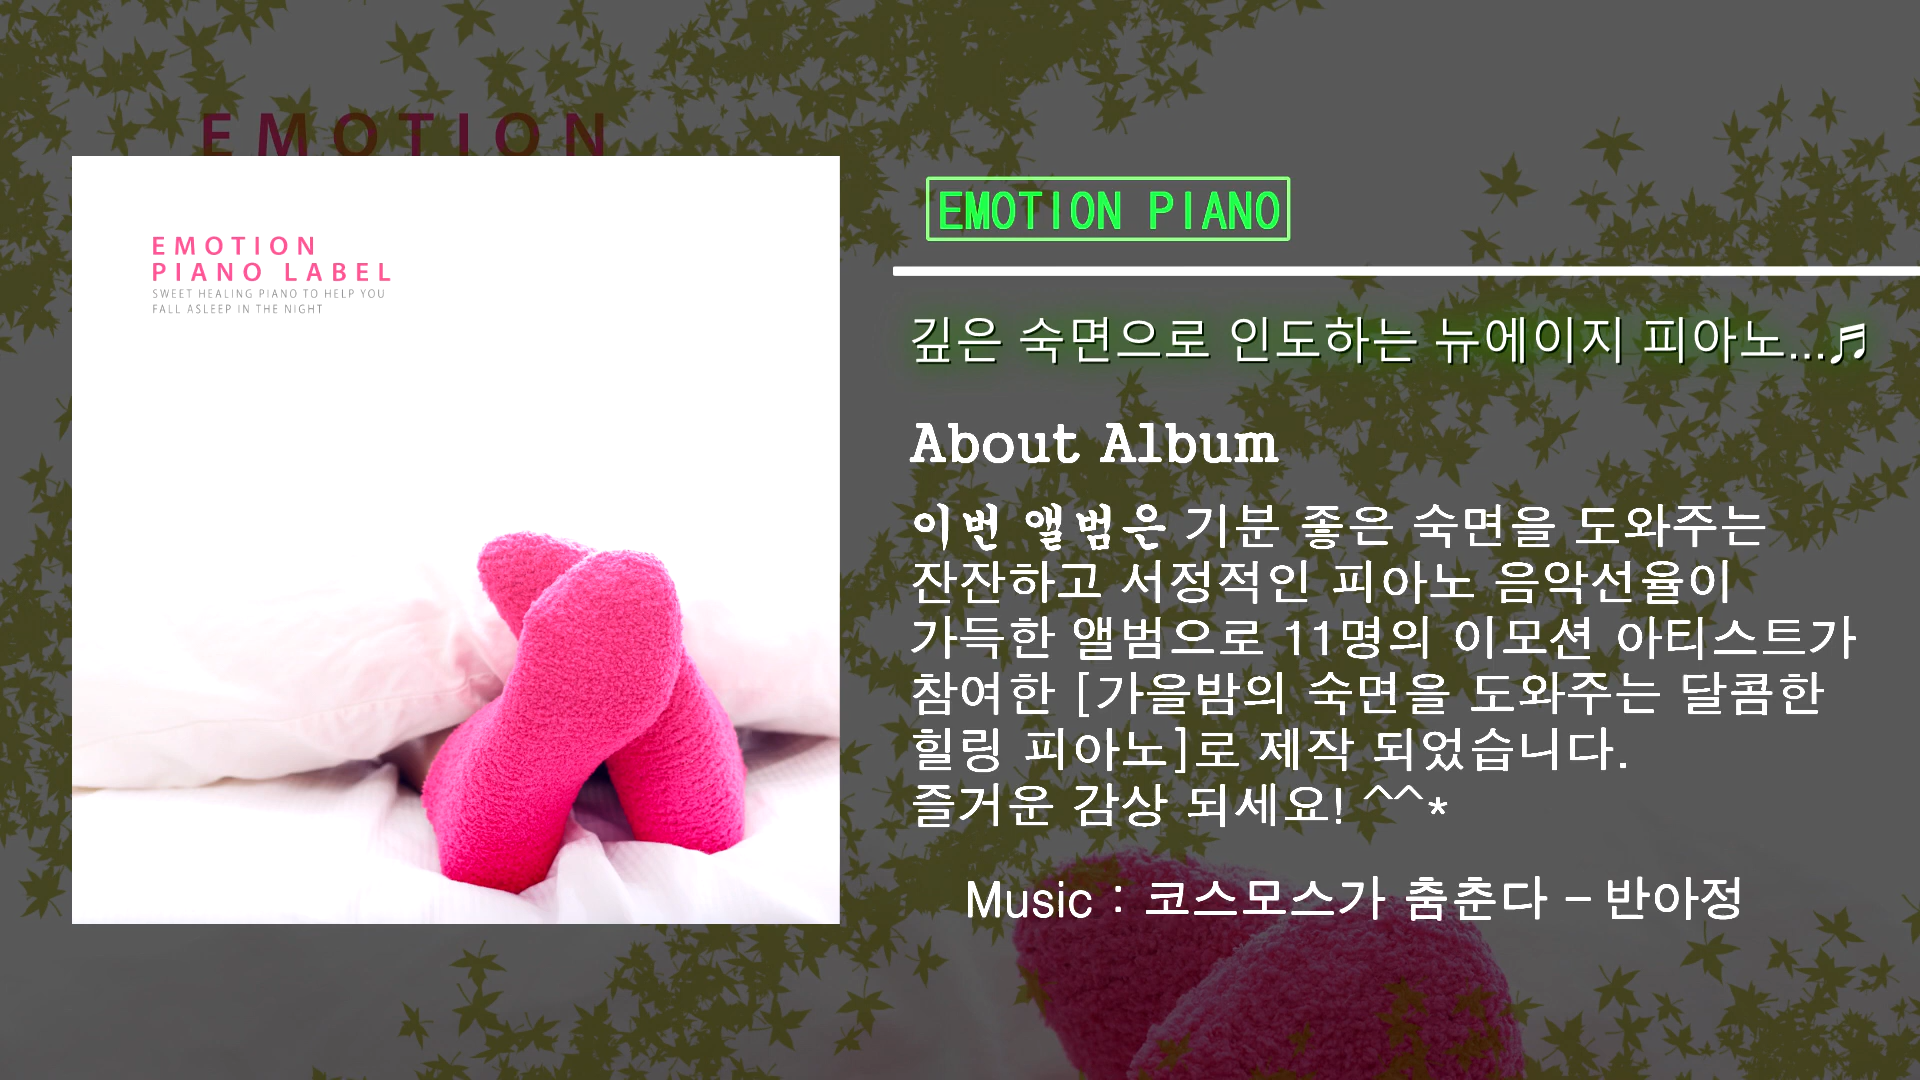 EMOTION
EMOTION
PIANO LABEL
SWEET HEALING PIANO TO HELP YOU
FALL ASLEEP IN THE NIGHT
EMOTION PIANO
깊은 숙면으로 인도하는 뉴에이지 피아노...♬
About Album
이번 앨범은 기분 좋은 숙면을 도와주는
잔잔하고 서정적인 피아노 음악선율이
가득한 앨범으로 11명의 이모션 아티스트가
참여한 [가을밤의 숙면을 도와주는 달콤한
힐링 피아노]로 제작 되었습니다.
즐거운 감상 되세요! ^^*
Music : 코스모스가 춤춘다 – 반아정